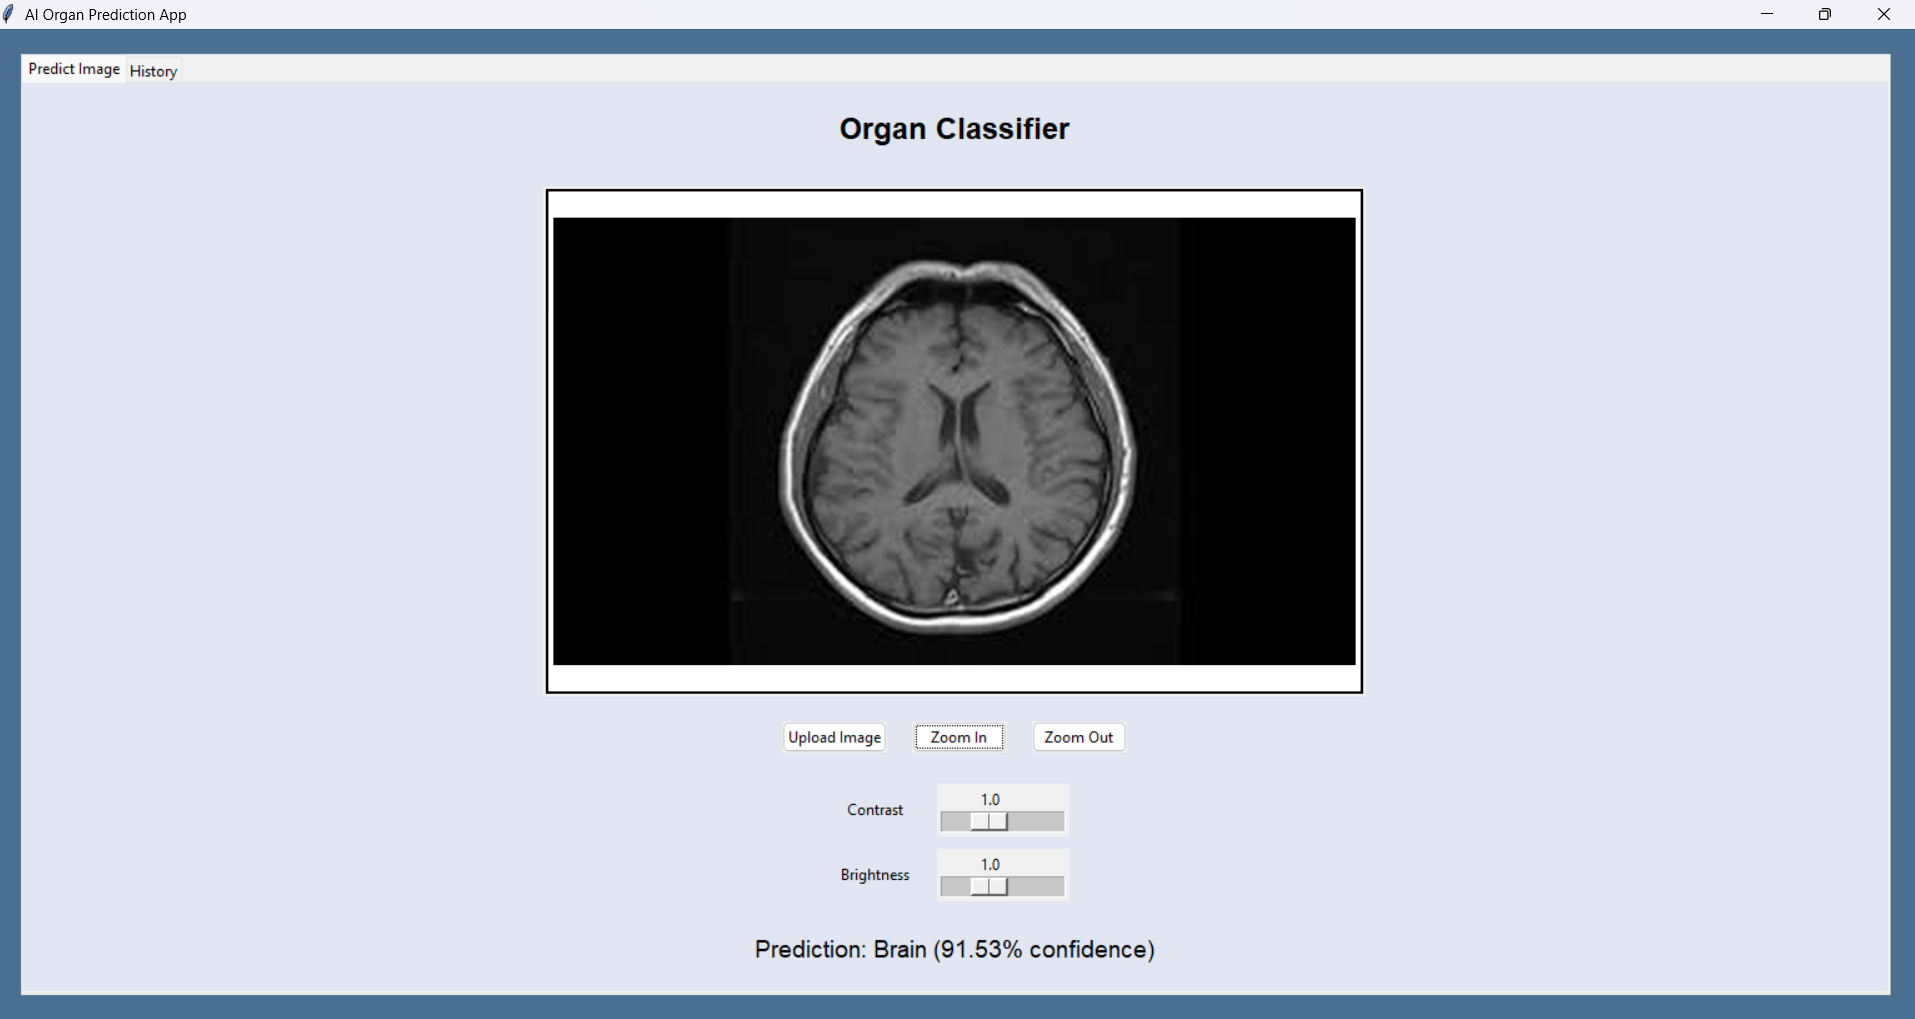 AI Organ Prediction App
Predict Image History
Organ Classifier
Upload Image Zoom In Zoom Out
1.0
Contrast
1.0
Brightness
Prediction: Brain (91.53% confidence)